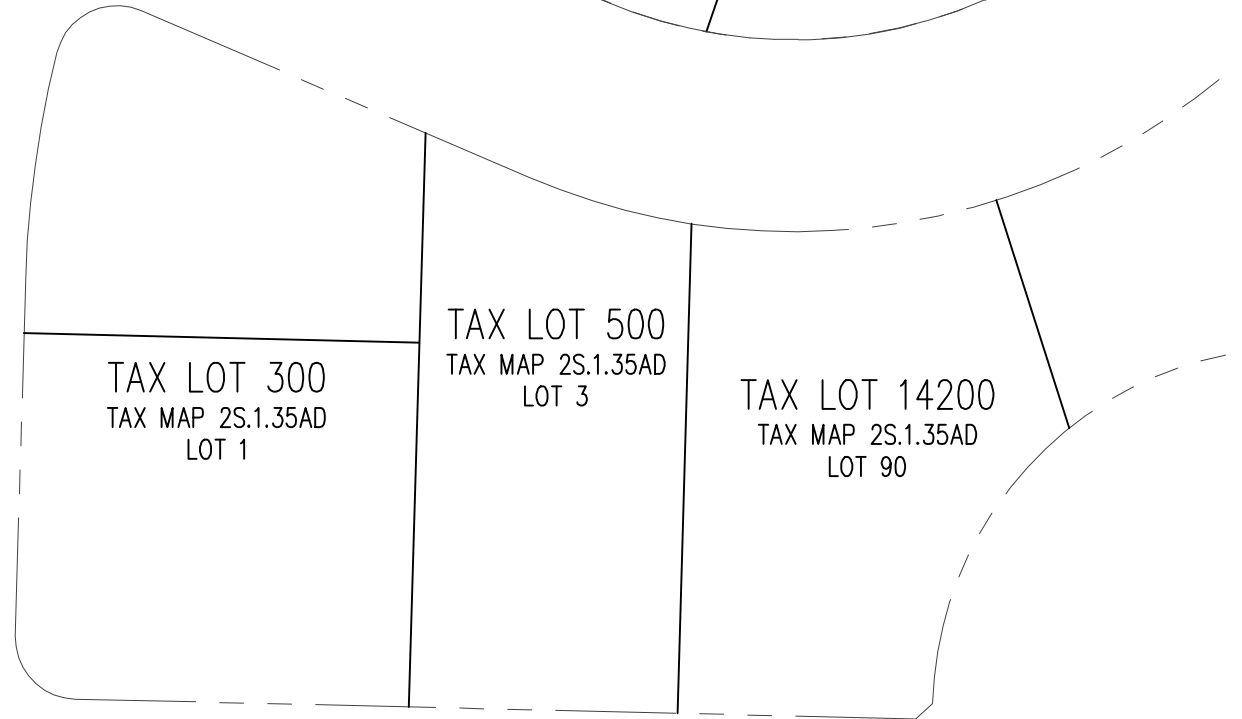 TAX LOT 300
TAX MAP 2S.1.35AD
LOT 1
TAX LOT 500
TAX MAP 2S.1.35AD
LOT 3
TAX LOT 14200
TAX MAP 2S.1.35AD
LOT 90